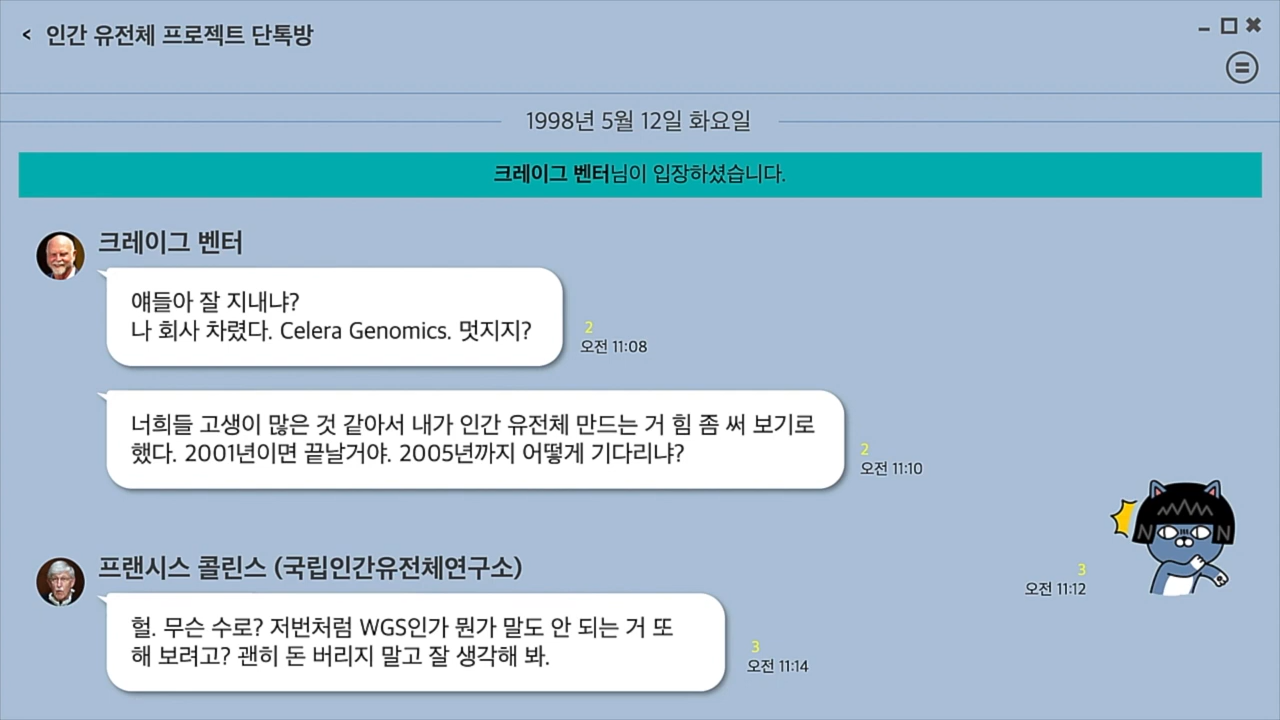 < 인간 유전체 프로젝트 단톡방
1998년 5월 12일 화요일
크레이그 벤터님이 입장하셨습니다.
크레이그 벤터
얘들아 잘 지내냐?
나 회사 차렸다. Celera Genomics. 멋지지?
2
오전 11:08
너희들 고생이 많은 것 같아서 내가 인간 유전체 만드는 거 힘 좀 써 보기로
했다. 2001년이면 끝날거야. 2005년까지 어떻게 기다리냐?
2
오전 11:10
3
오전 11:12
프랜시스 콜린스 (국립인간유전체연구소)
헐. 무슨 수로? 저번처럼 WGS인가 뭔가 말도 안 되는 거 또
해 보려고? 괜히 돈 버리지 말고 잘 생각해 봐.
3
오전 11:14